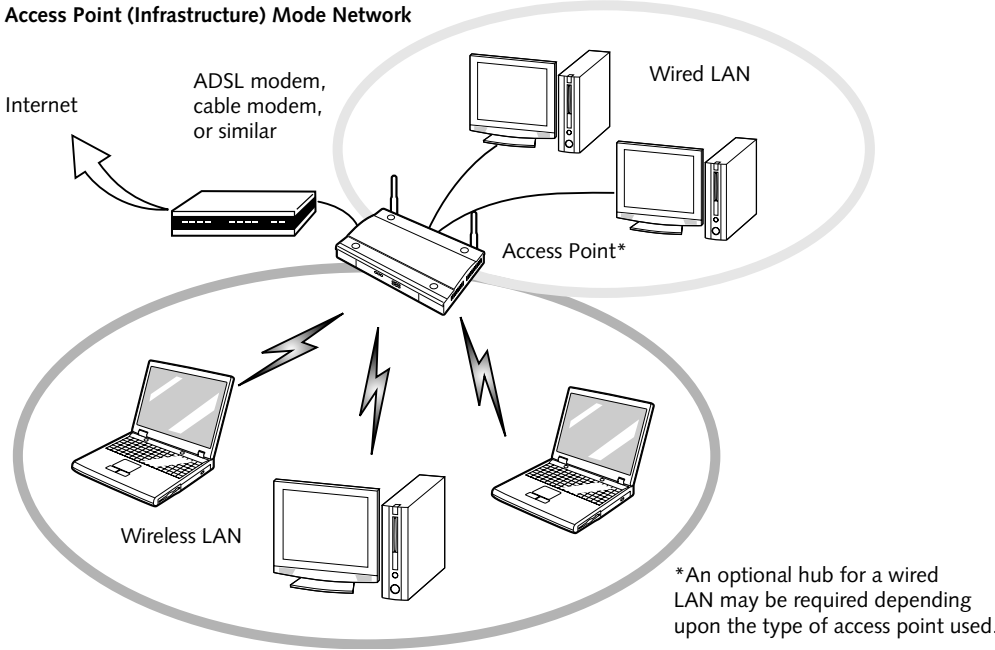 Access Point (Infrastructure) Mode Network
Internet
ADSL modem,
cable modem,
or similar
Wired LAN
Access Point*
Wireless LAN
*An optional hub for a wired
LAN may be required depending
upon the type of access point used.